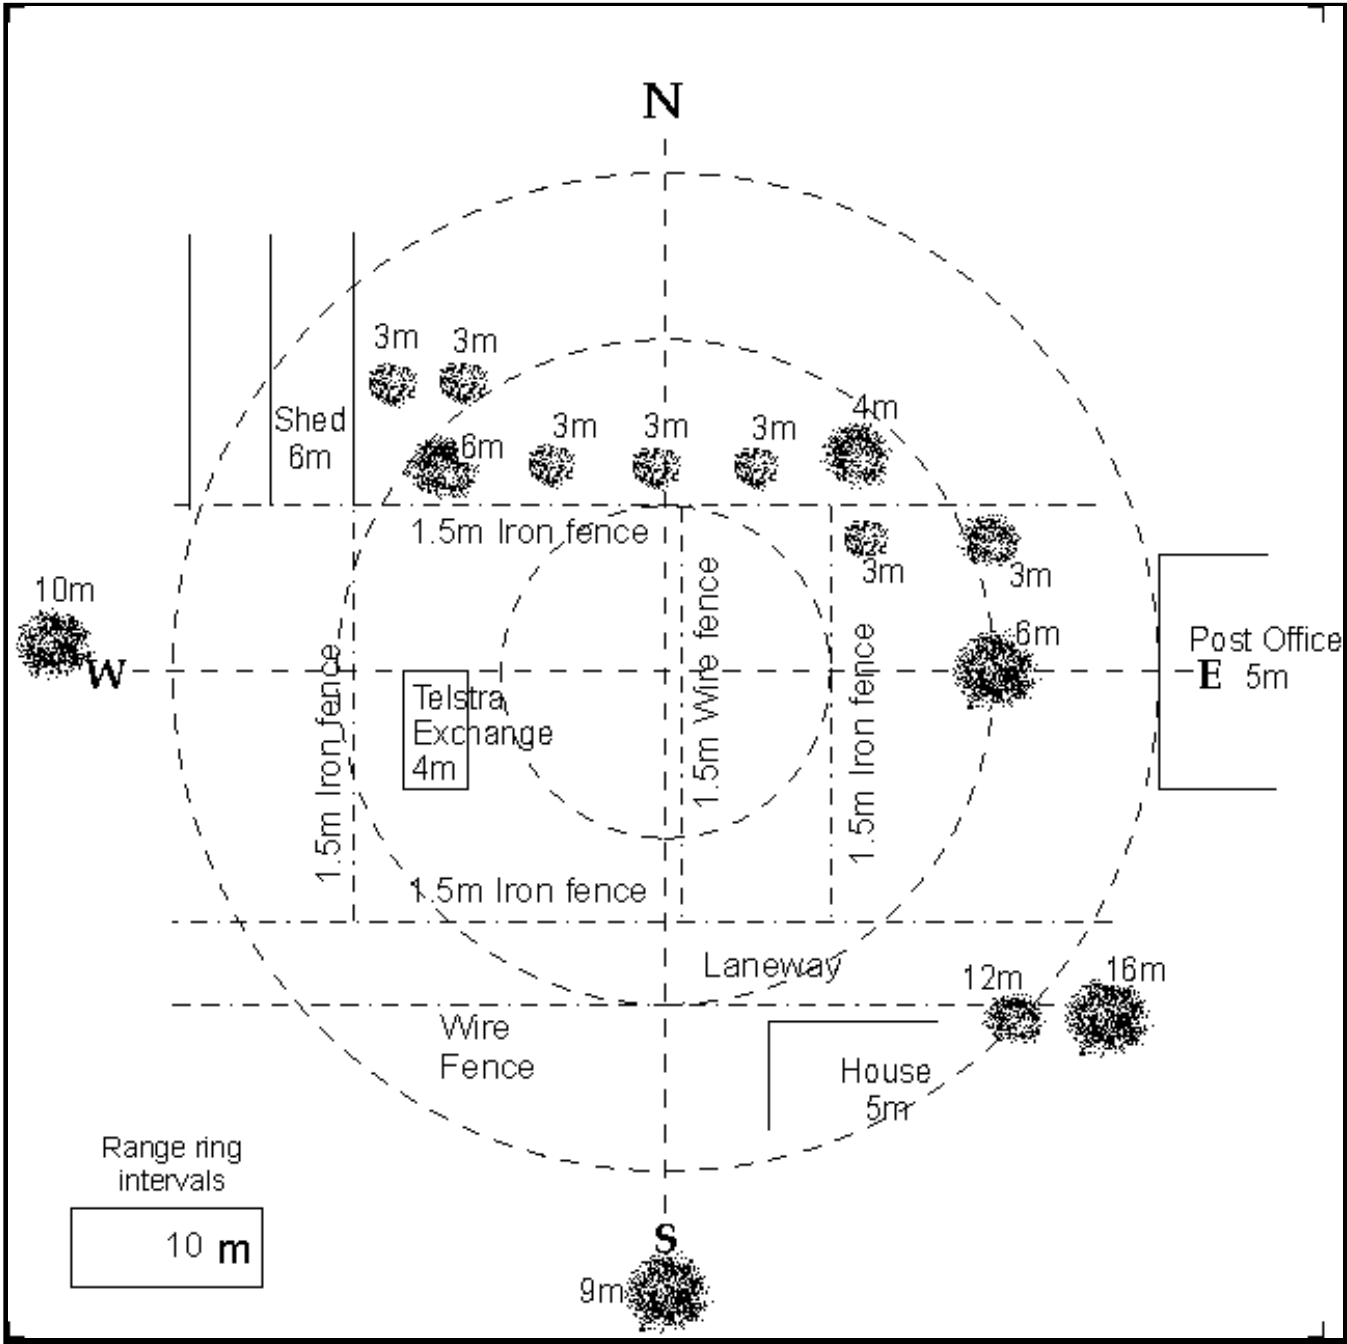 N
3m
3m
4m
Shed
6m
6m
3m
3m
3m
1.5m Iron fence
3m
3m
10m
W
1.5m Iron fence
Telstra
Exchange
4m
1.5m Wire fence
1.5m Iron fence
6m
Post Office
E 5m
1.5m Iron fence
Laneway
12m
16m
Wire
Fence
House
5m
Range ring
intervals
10 m
S
9m